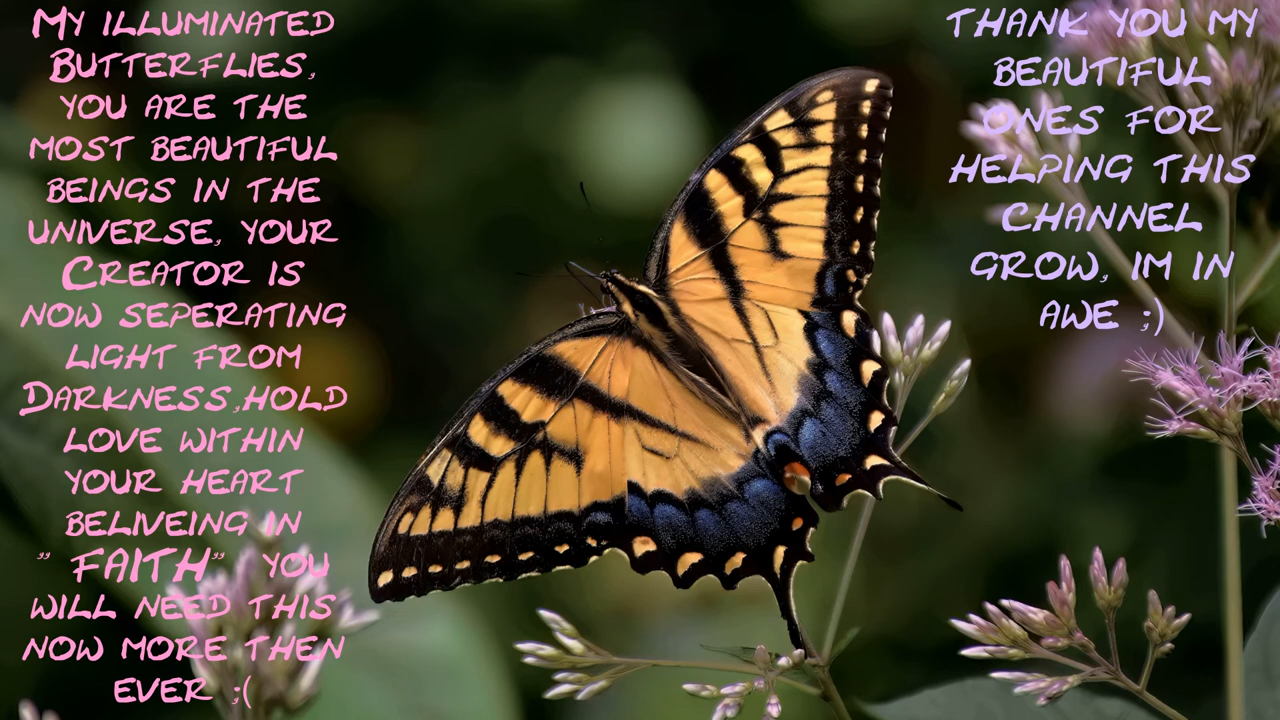 My illuminated
Butterflies,
you are the
most beautiful
beings in the
universe, your
Creator is
now seperating
light from
Darkness,hold
love within
your heart
beliveing in
" FAITH" you
will need this
now more then
ever ;(
thank you my
beautiful
ones for
helping this
Channel
grow, im in
awe ;)